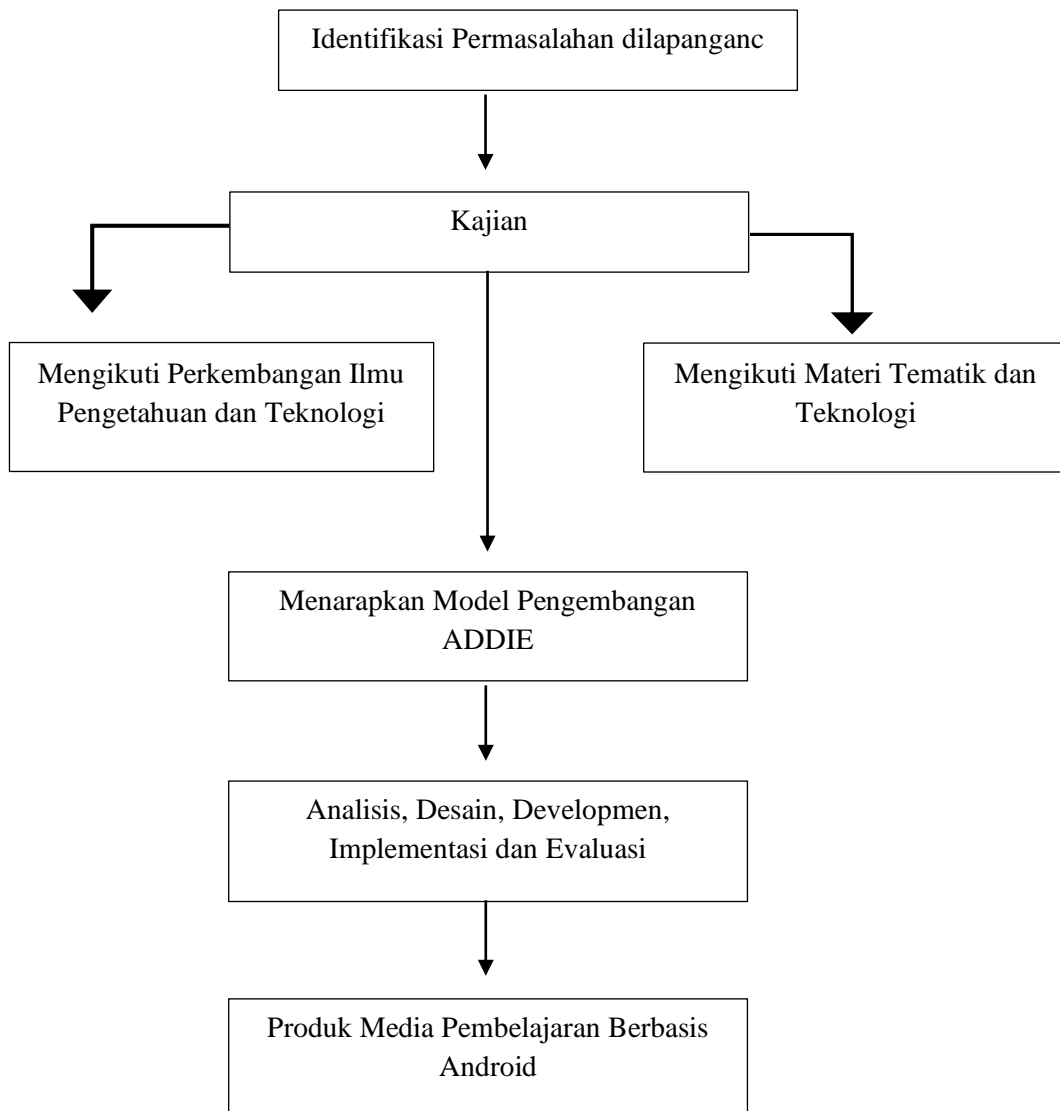 Identifikasi Permasalahan dilapanganc
Kajian
Mengikuti Perkembangan Ilmu
Pengetahuan dan Teknologi
Mengikuti Materi Tematik dan
Teknologi
Menarapkan Model Pengembangan
ADDIE
Analisis, Desain, Developmen,
Implementasi dan Evaluasi
Produk Media Pembelajaran Berbasis
Android